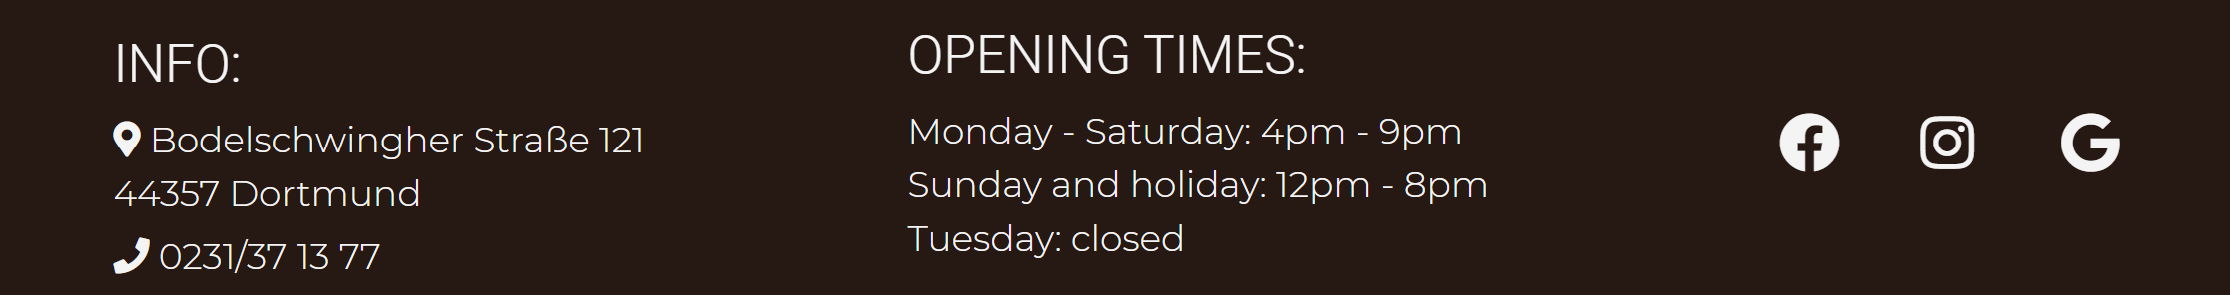 INFO:
Bodelschwingher Straße 121
44357 Dortmund
0231/37 13 77
OPENING TIMES:
Monday - Saturday: 4pm - 9pm
Sunday and holiday: 12pm - 8pm
Tuesday: closed